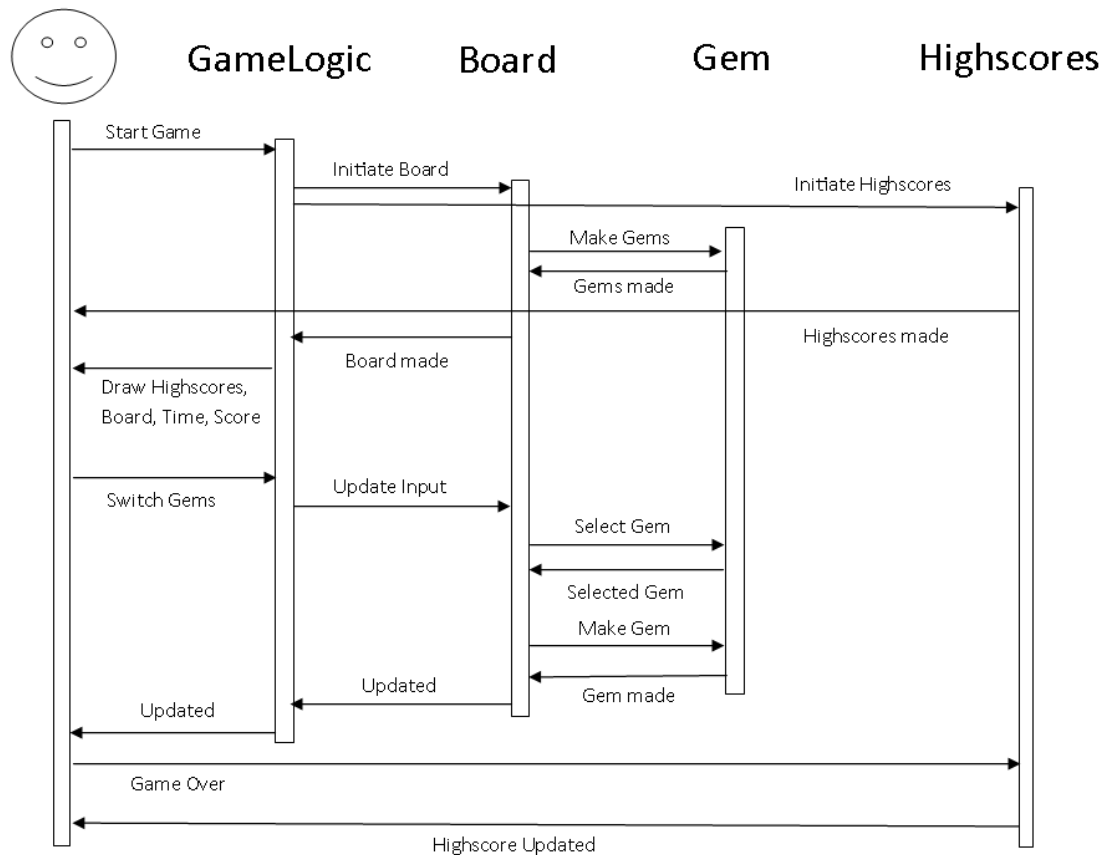 GameLogic
Board
Gem
Highscores
Start Game
Initiate Board
Initiate Highscores
Make Gems
Gems made
Highscores made
Board made
Draw Highscores,
Board, Time, Score
Switch Gems
Update Input
Select Gem
Selected Gem
Make Gem
Gem made
Updated
Updated
Game Over
Highscore Updated